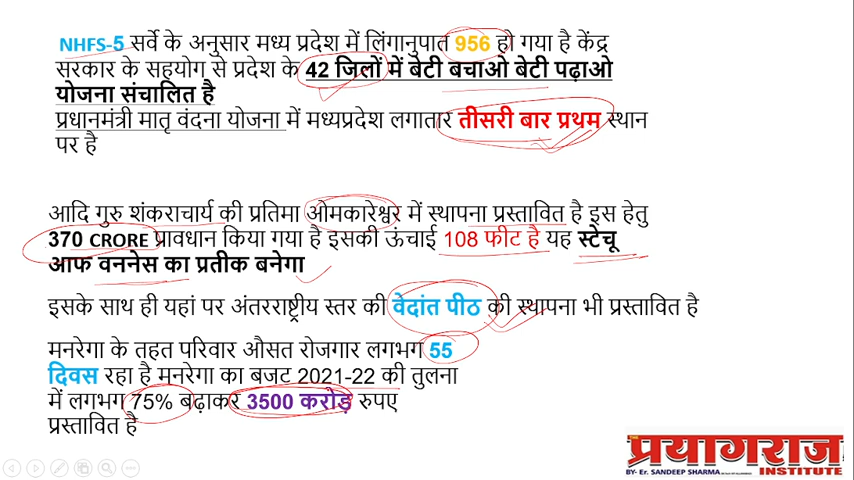 NHFS-5 सर्वे के अनुसार मध्य प्रदेश में लिंगानुपात 956 हो गया है केंद्र
सरकार के सहयोग से प्रदेश के 42 जिलों में बेटी बचाओ बेटी पढ़ाओ
योजना संचालित है
प्रधानमंत्री मातृ वंदना योजना में मध्यप्रदेश लगातार तीसरी बार प्रथम स्थान
पर है
आदि गुरु शंकराचार्य की प्रतिमा ओमकारेश्वर में स्थापना प्रस्तावित है इस हेतु
370 CRORE प्रावधान किया गया है इसकी ऊंचाई 108 फीट है यह स्टेचू
आफ वननेस का प्रतीक बनेगा
इसके साथ ही यहां पर अंतरराष्ट्रीय स्तर की वेदांत पीठ की स्थापना भी प्रस्तावित है
मनरेगा के तहत परिवार औसत रोजगार लगभग 55
दिवस रहा है मनरेगा का बजट 2021-22 की तुलना
में लगभग 75% बढ़ाकर 3500 करोड़ रुपए
प्रस्तावित है
प्रयागराज
INSTITUTE
BY- Er. SANDEEP SHARMA